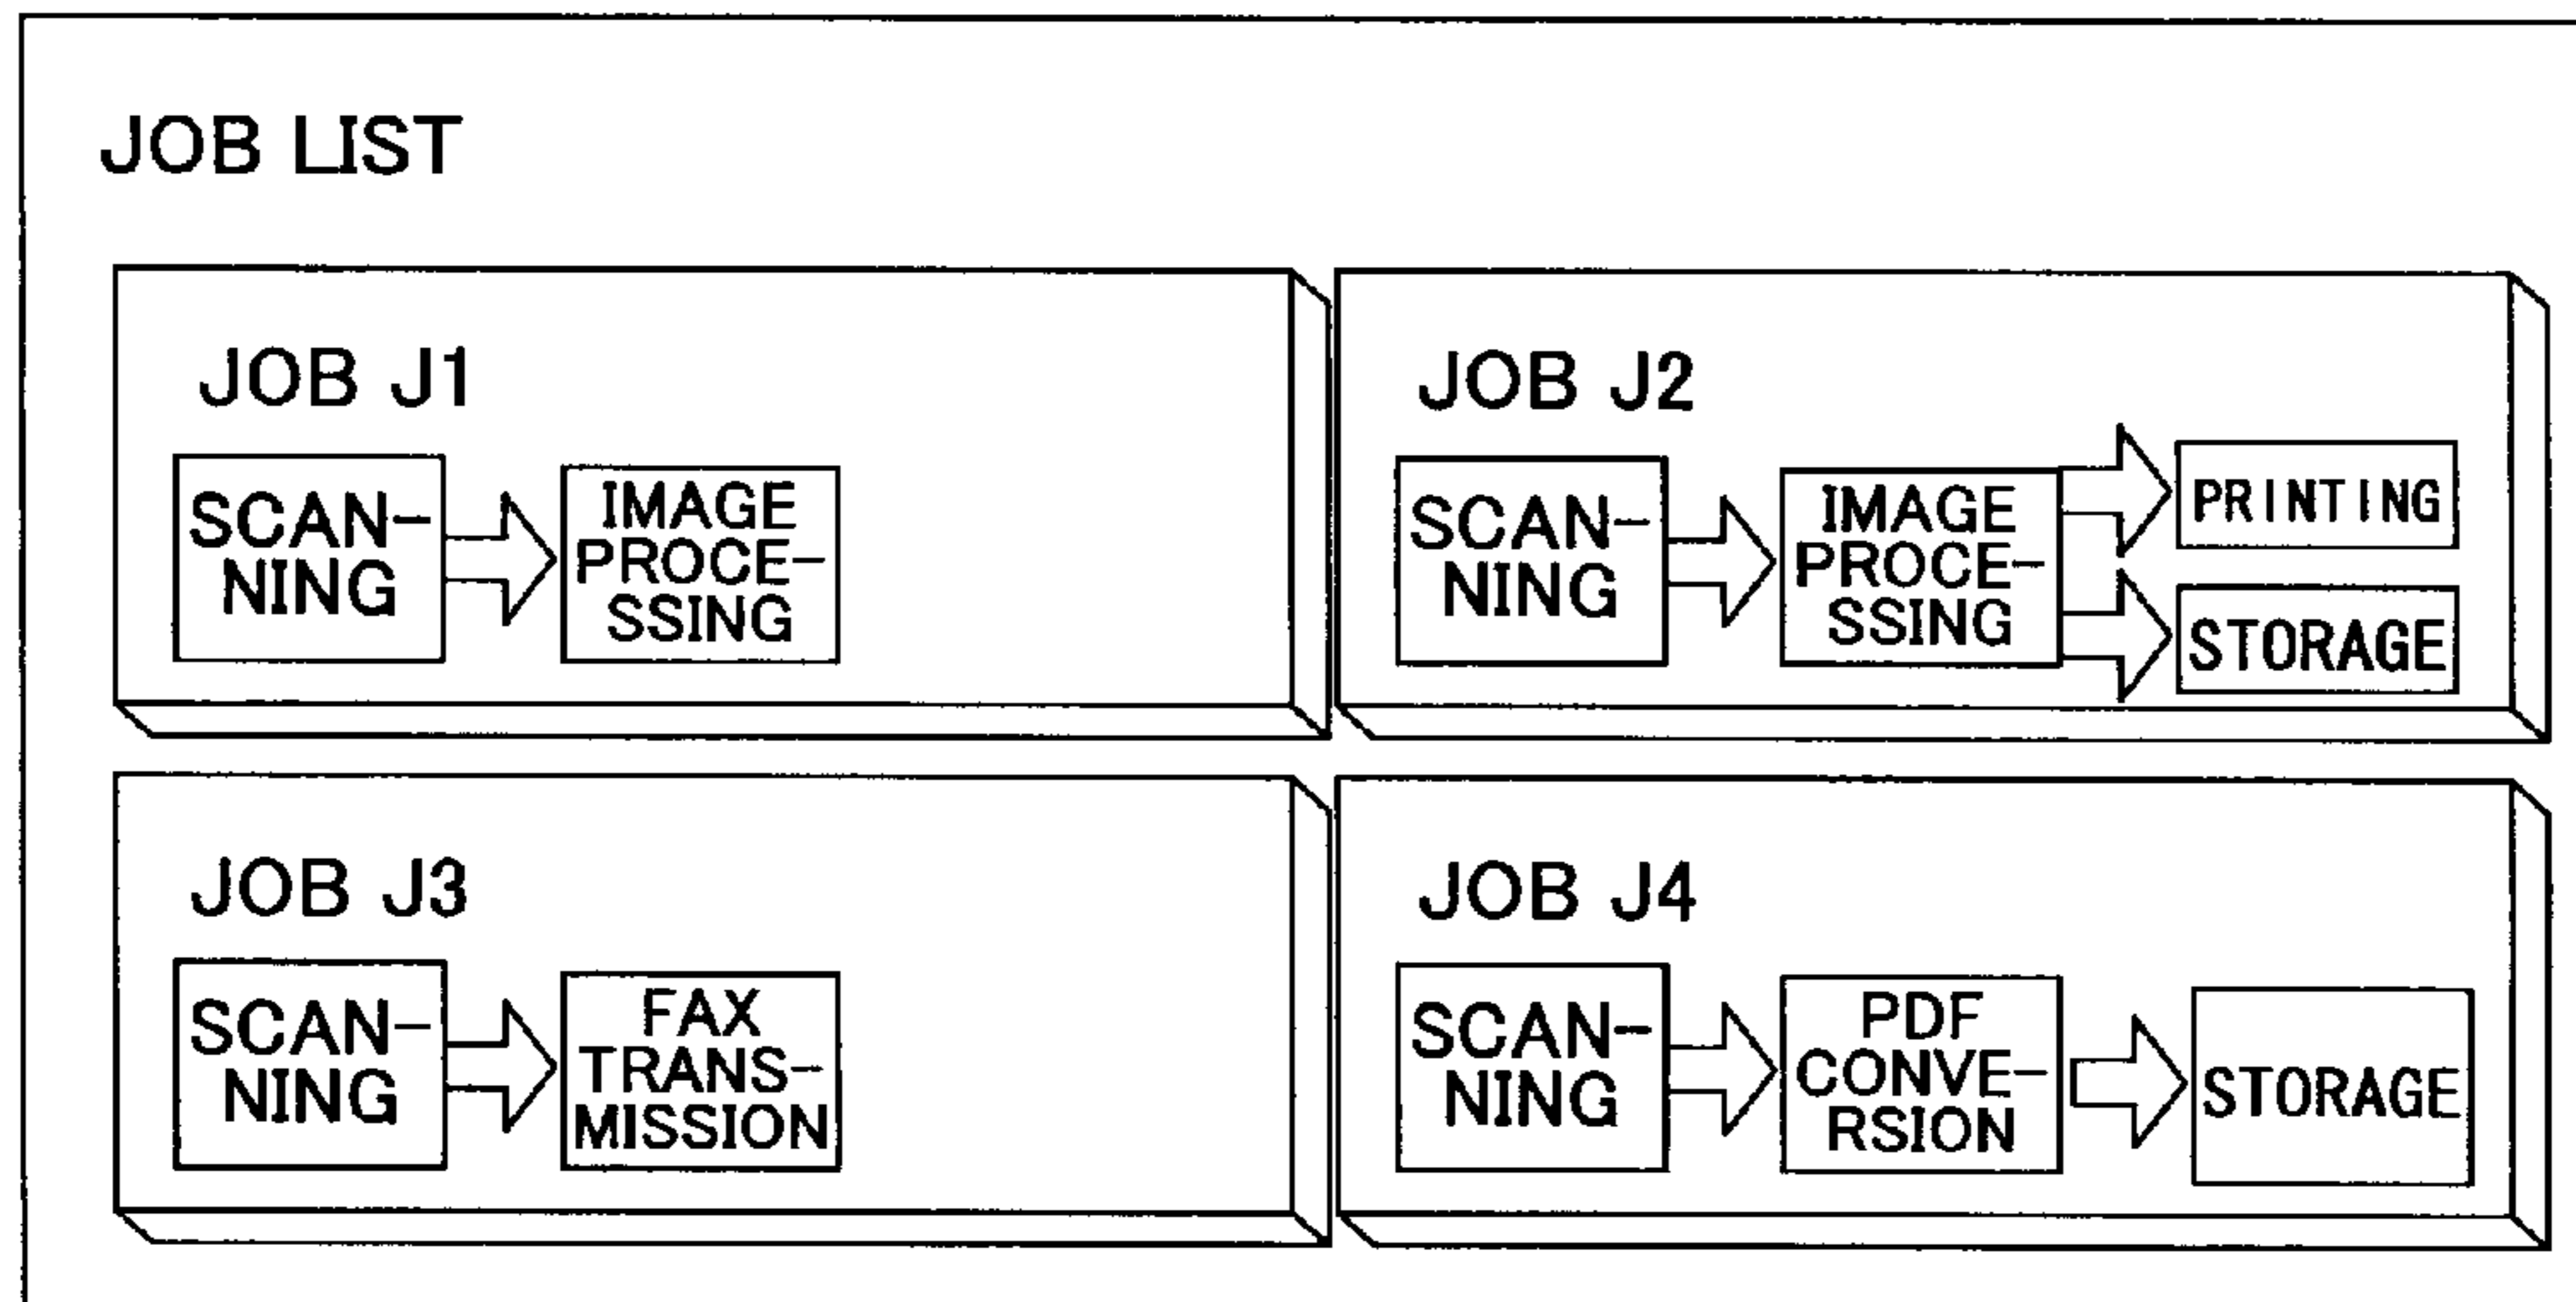 JOB LIST
JOB J1
SCAN-
NING
IMAGE
PROCE-
SSING
JOB J2
SCAN-
NING
IMAGE
PROCE-
SSING
PRINTING
STORAGE
JOB J3
SCAN-
NING
FAX
TRANS-
MISSION
JOB J4
SCAN-
NING
PDF
CONVE-
RSION
STORAGE